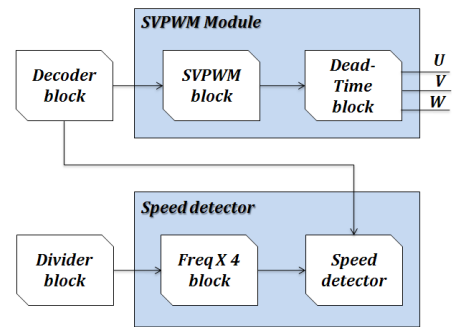 SVPWM Module
Decoder
block
SVPWM
block
Dead-
Time
block
U
V
W
Speed detector
Divider
block
Freq X 4
block
Speed
detector